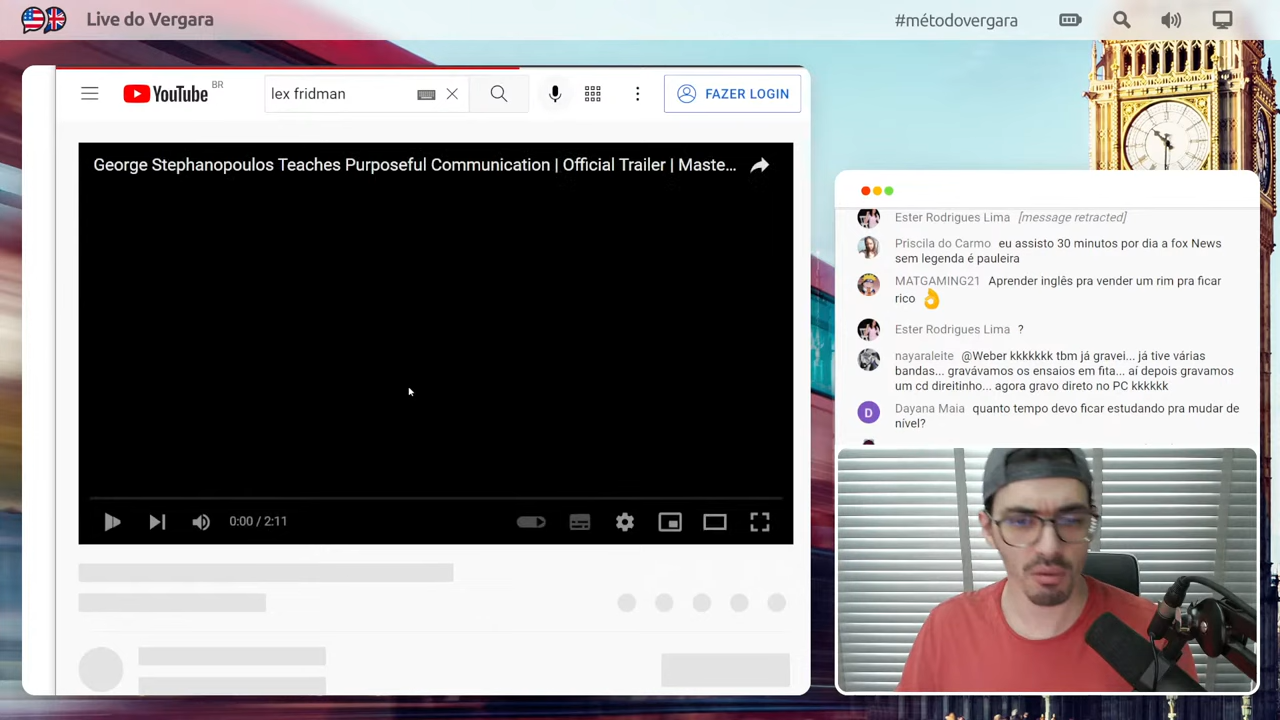 Live do Vergara
#métodovergara
YouTube BR
lex fridman
FAZER LOGIN
George Stephanopoulos Teaches Purposeful Communication | Official Trailer | Maste...
0:00 / 2:11
Ester Rodrigues Lima [message retracted]
Priscila do Carmo eu assisto 30 minutos por dia a fox News
sem legenda é pauleira
MATGAMING21 Aprender inglês pra vender um rim pra ficar
rico 👌
Ester Rodrigues Lima ?
nayaraleite @Weber kkkkkkk tbm já gravei... já tive várias
bandas... gravávamos os ensaios em fita... aí depois gravamos
um cd direitinho... agora gravo direto no PC kkkkkk
D
Dayana Maia quanto tempo devo ficar estudando pra mudar de
nível?